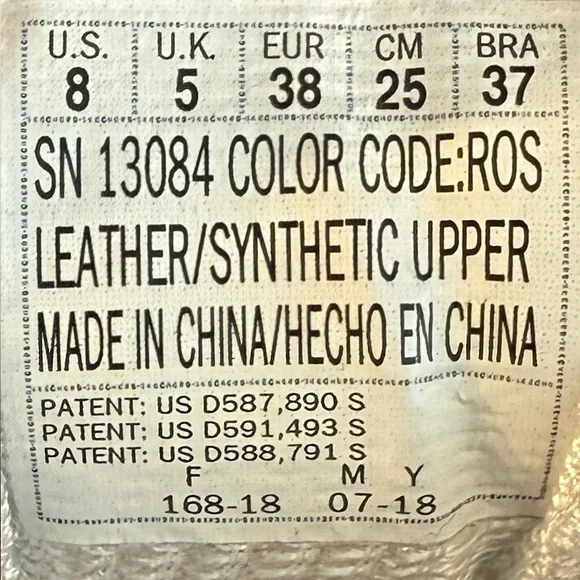 U.S. U.K. EUR CM BRA
8 5 38 25 37
SN 13084 COLOR CODE:ROS
LEATHER/SYNTHETIC UPPER
MADE IN CHINA/HECHO EN CHINA
PATENT: US D587,890 S
PATENT: US D591,493 S
PATENT: US D588,791 S
F M Y
168-18 07-18